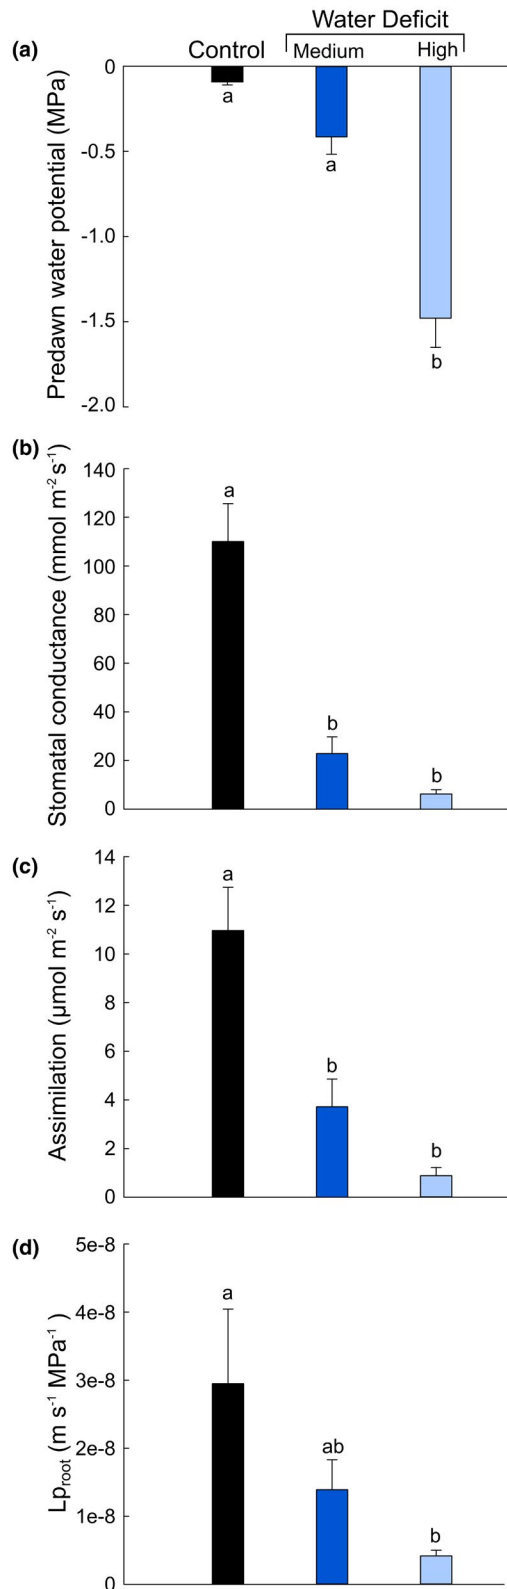 Water Deficit
(a) Control Medium High
Predawn water potential (MPa)
0
-0.5
-1.0
-1.5
-2.0
a
a
b
(b)
Stomatal conductance (mmol m⁻² s⁻¹)
140
120
100
80
60
40
20
0
a
b
b
(c)
Assimilation (µmol m⁻² s⁻¹)
14
12
10
8
6
4
2
0
a
b
b
(d)
Lp_root (m s⁻¹ MPa⁻¹ )
5e-8
4e-8
3e-8
2e-8
1e-8
0
a
ab
b